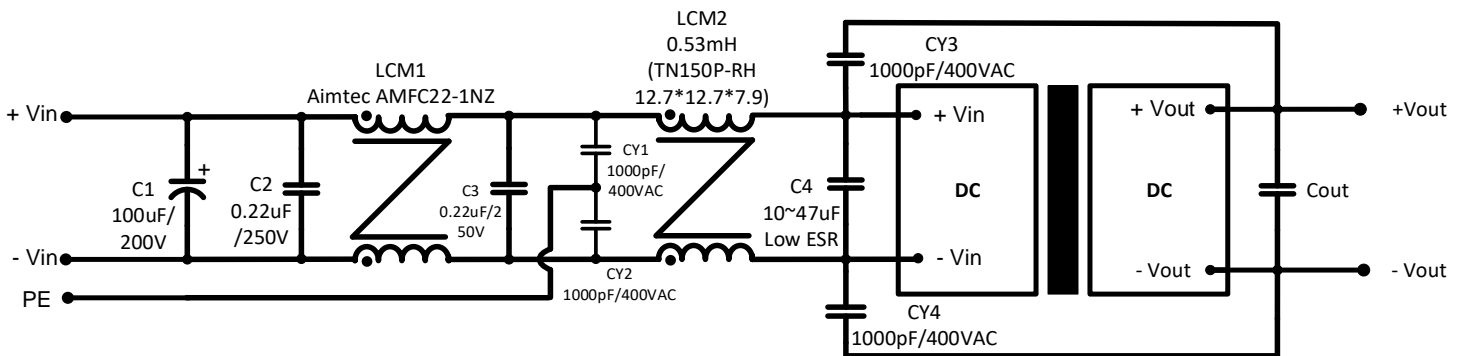 LCM1
Aimtec AMFC22-1NZ
LCM2
0.53mH
(TN150P-RH
12.7*12.7*7.9)
CY3
1000pF/400VAC
+ Vin
C1
100uF/
200V
+
C2
0.22uF
/250V
C3
0.22uF/2
50V
CY1
1000pF/
400VAC
C4
10~47uF
Low ESR
+ Vin
DC
- Vin
+ Vout
DC
- Vout
Cout
+Vout
- Vout
- Vin
PE
CY2
1000pF/400VAC
CY4
1000pF/400VAC